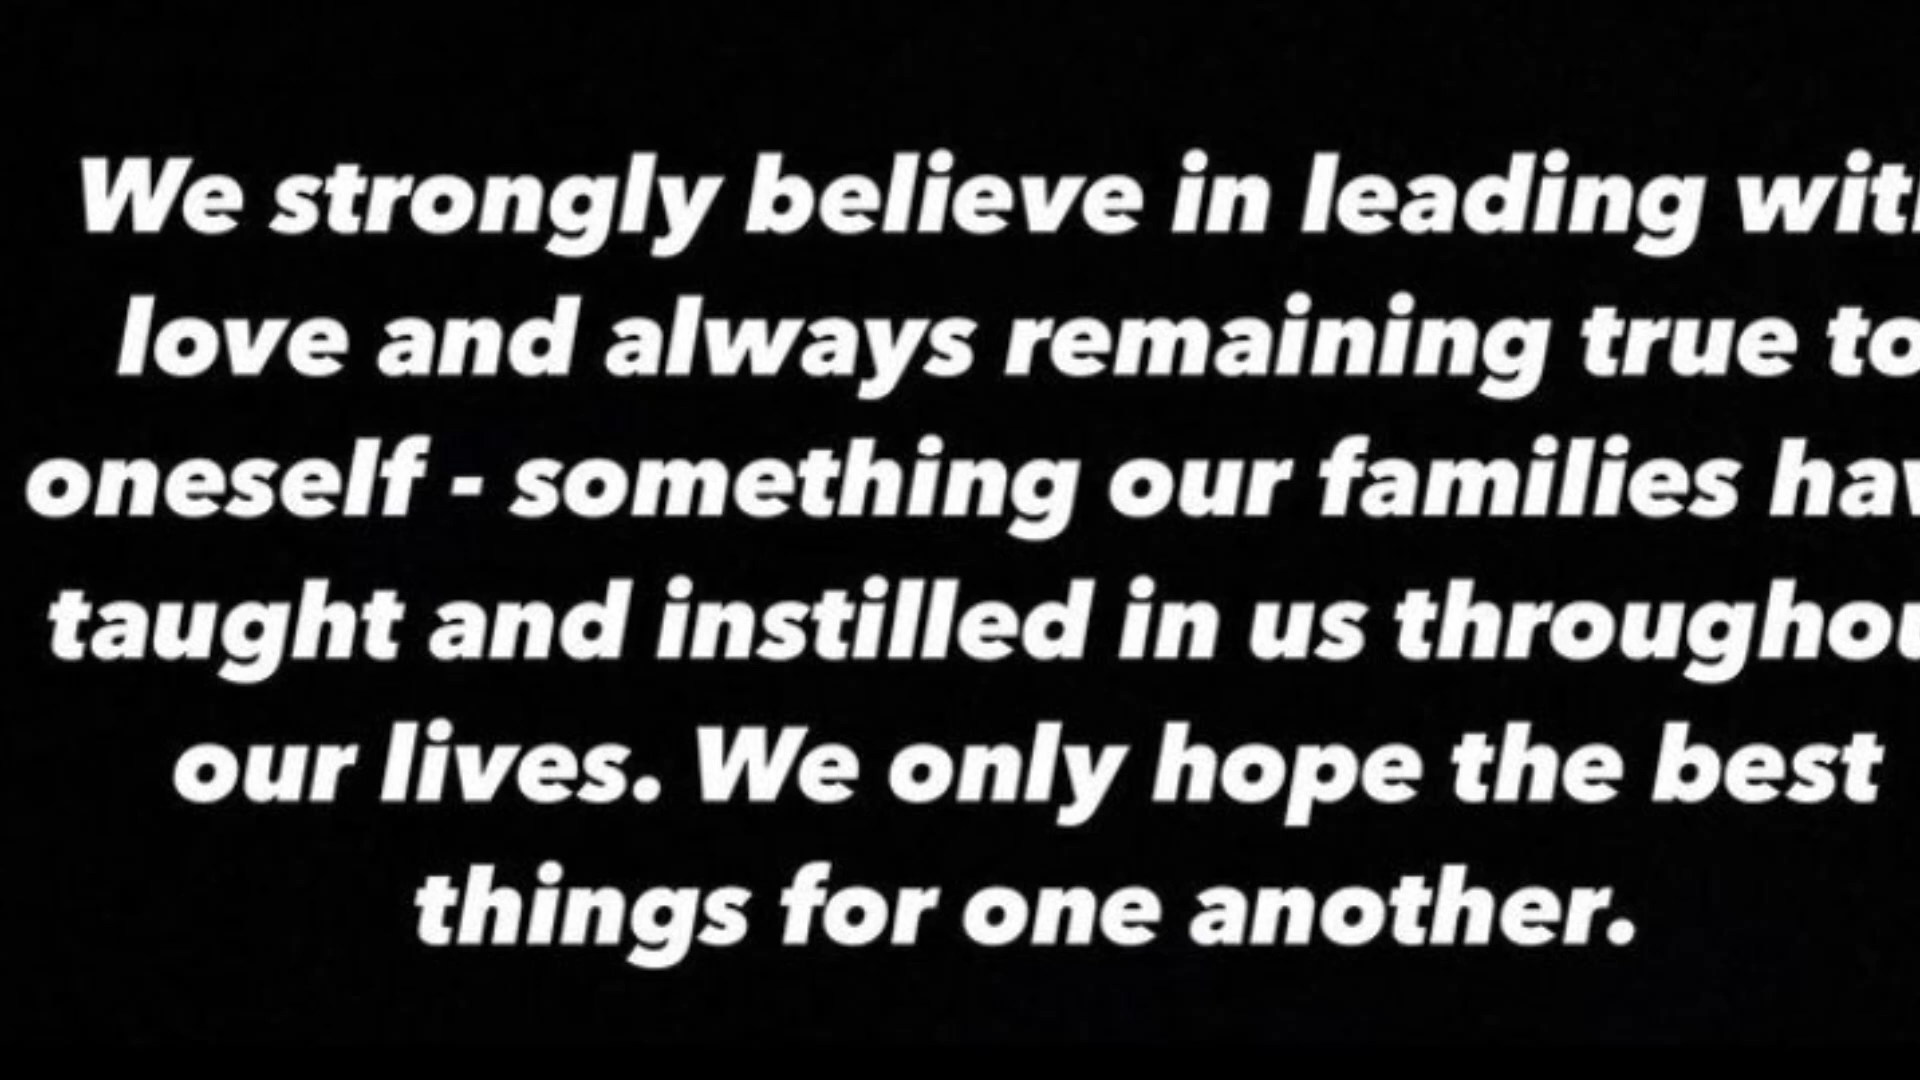 We strongly believe in leading wit
love and always remaining true to
oneself - something our families hav
taught and instilled in us throughou
our lives. We only hope the best
things for one another.